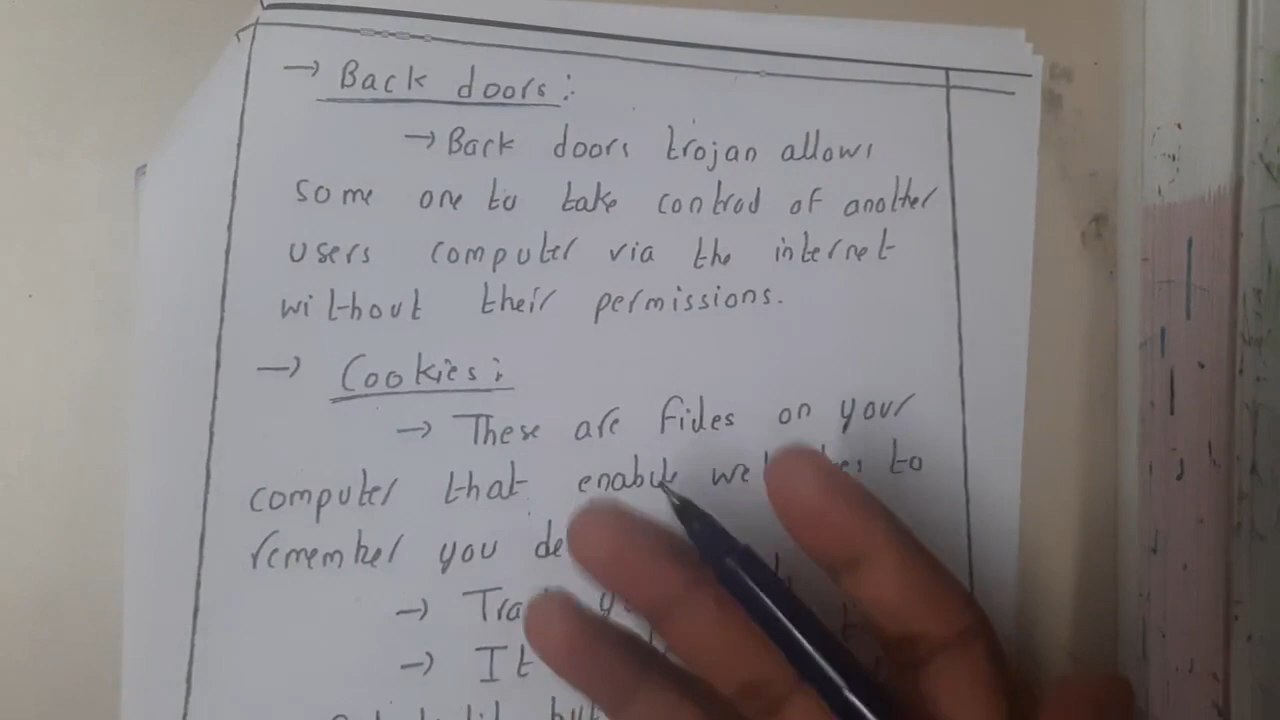 → Back doors:
→ Back doors trojan allows
some one to take control of another
users computer via the internet
without their permissions.
→ Cookies:
→ These are files on your
computer that enable to
remember you
→
→ It